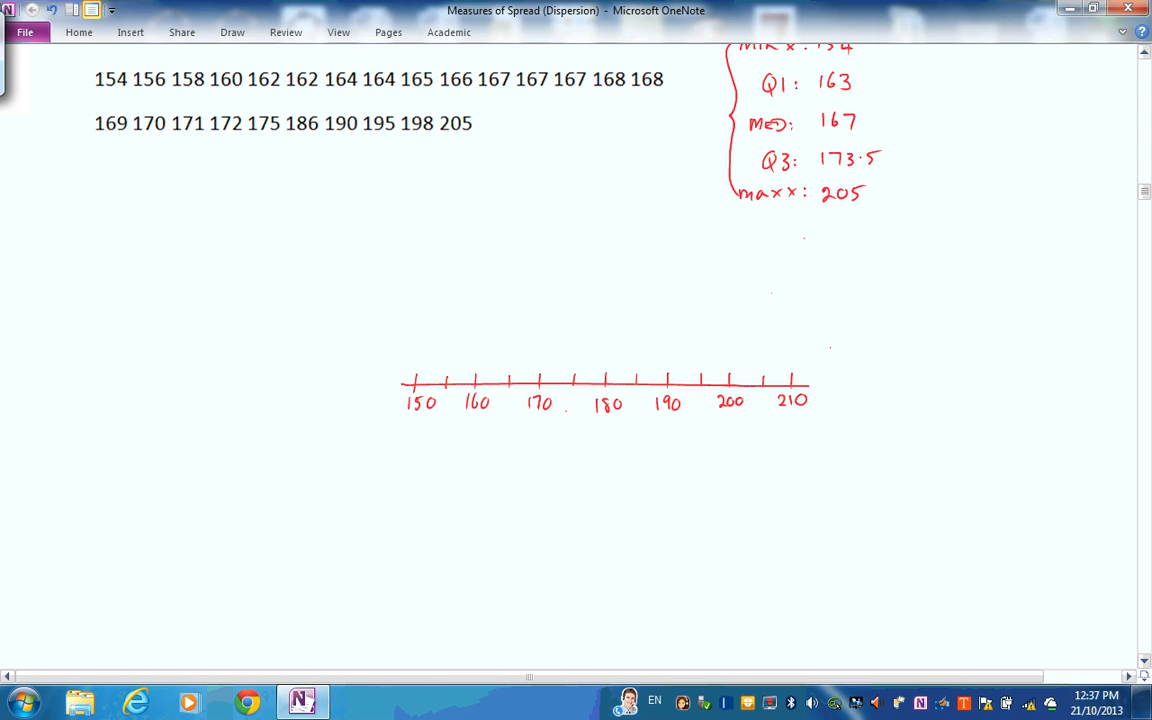 Measures of Spread (Dispersion) - Microsoft OneNote
File Home Insert Share Draw Review View Pages Academic
154 156 158 160 162 162 164 164 165 166 167 167 167 168 168
169 170 171 172 175 186 190 195 198 205
min x: 154
Q1: 163
MED: 167
Q3: 173.5
max x: 205
150 160 170 180 190 200 210
EN
12:37 PM
21/10/2013